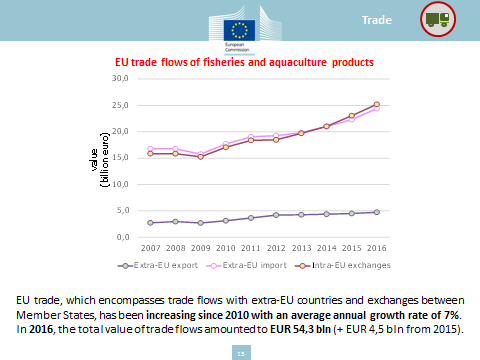 Trade
European
Commission
EU trade flows of fisheries and aquaculture products
value
(billion euro)
30,0
25,0
20,0
15,0
10,0
5,0
0,0
2007 2008 2009 2010 2011 2012 2013 2014 2015 2016
Extra-EU export Extra-EU import Intra-EU exchanges
EU trade, which encompasses trade flows with extra-EU countries and exchanges between
Member States, has been increasing since 2010 with an average annual growth rate of 7%.
In 2016, the total value of trade flows amounted to EUR 54,3 bln (+ EUR 4,5 bln from 2015).
13